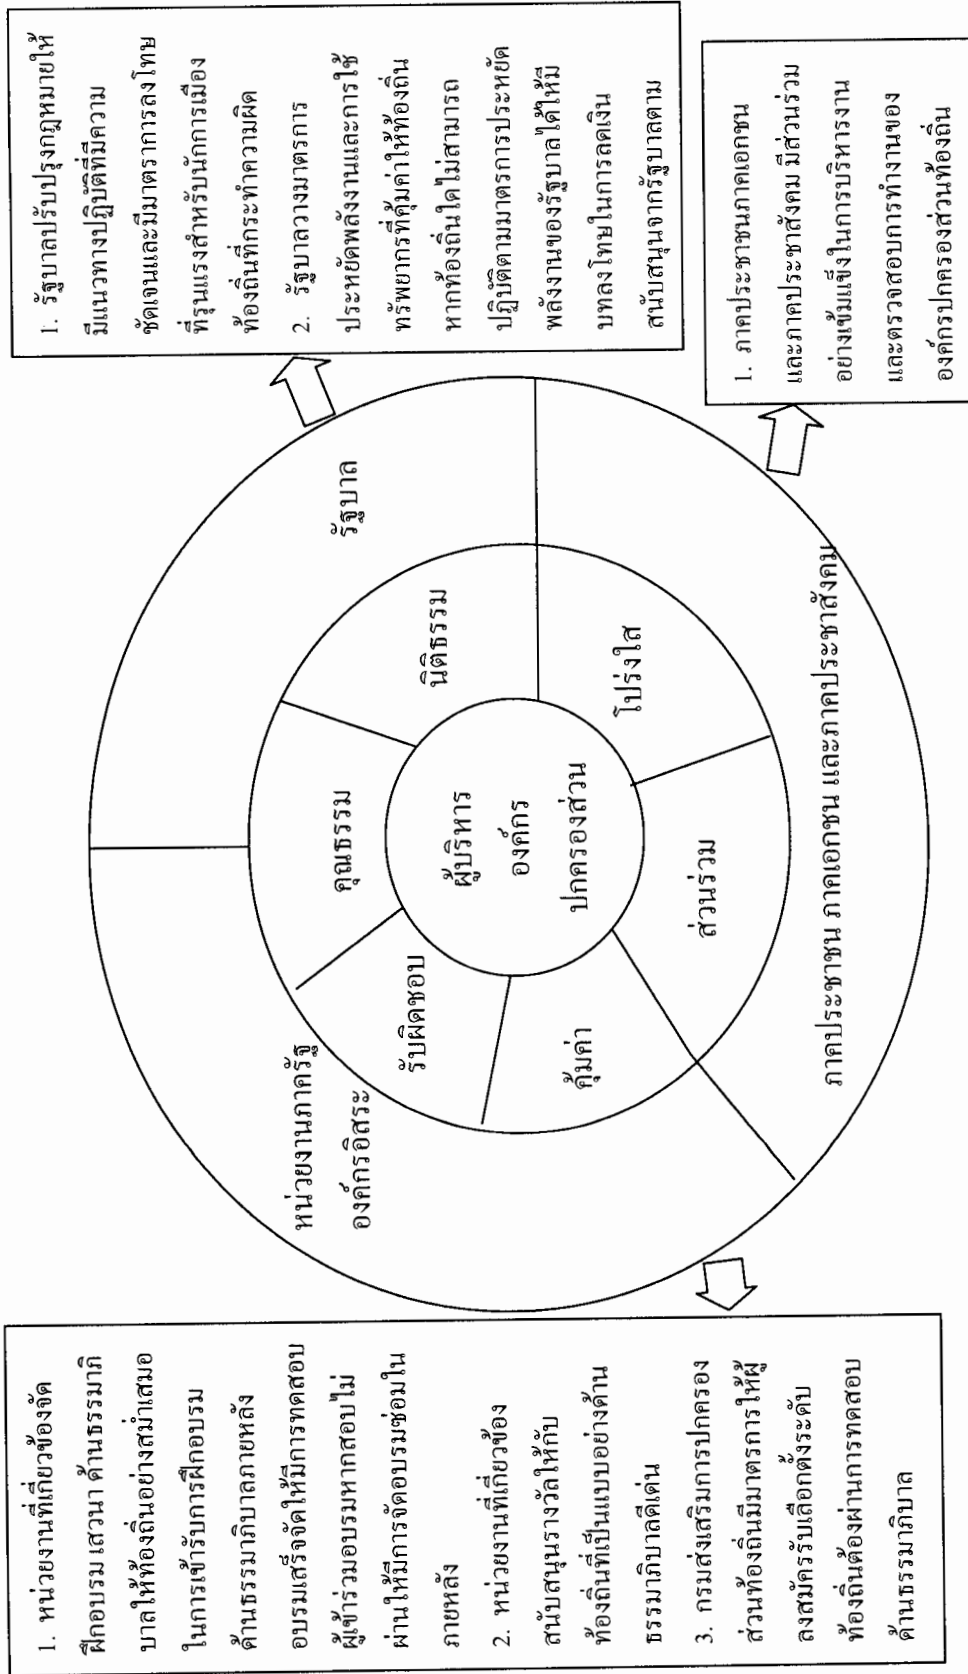 1. หน่วยงานที่เกี่ยวข้องจัด
ฝึกอบรม เสวนา ด้านธรรมาภิ
บาลให้ท้องถิ่นอย่างสม่ำเสมอ
ในการเข้ารับการฝึกอบรม
ด้านธรรมาภิบาลภายหลัง
อบรมเสร็จจัดให้มีการทดสอบ
ผู้เข้าร่วมอบรมหากสอบไม่
ผ่านให้มีการจัดอบรมซ่อมใน
ภายหลัง
2. หน่วยงานที่เกี่ยวข้อง
สนับสนุนรางวัลให้กับ
ท้องถิ่นที่เป็นแบบอย่างด้าน
ธรรมาภิบาลดีเด่น
3. กรมส่งเสริมการปกครอง
ส่วนท้องถิ่นมีมาตรการให้ผู้
ลงสมัครรับเลือกตั้งระดับ
ท้องถิ่นต้องผ่านการทดสอบ
ด้านธรรมาภิบาล
หน่วยงานภาครัฐ
องค์กรอิสระ
รัฐบาล
คุณธรรม
นิติธรรม
รับผิดชอบ
ผู้บริหาร
องค์กร
ปกครองส่วน
โปร่งใส
คุ้มค่า
ส่วนร่วม
ภาคประชาชน ภาคเอกชน และภาคประชาสังคม
1. รัฐบาลปรับปรุงกฎหมายให้
มีแนวทางปฏิบัติที่มีความ
ชัดเจนและมีมาตราการลงโทษ
ที่รุนแรงสำหรับนักการเมือง
ท้องถิ่นที่กระทำความผิด
2. รัฐบาลวางมาตรการ
ประหยัดพลังงานและการใช้
ทรัพยากรที่คุ้มค่าให้ท้องถิ่น
หากท้องถิ่นใดไม่สามารถ
ปฏิบัติตามมาตรการประหยัด
พลังงานของรัฐบาลได้ให้มี
บทลงโทษในการลดเงิน
สนับสนุนจากรัฐบาลตาม
1. ภาคประชาชนภาคเอกชน
และภาคประชาสังคม มีส่วนร่วม
อย่างเข้มแข็งในการบริหารงาน
และตรวจสอบการทำงานของ
องค์กรปกครองส่วนท้องถิ่น